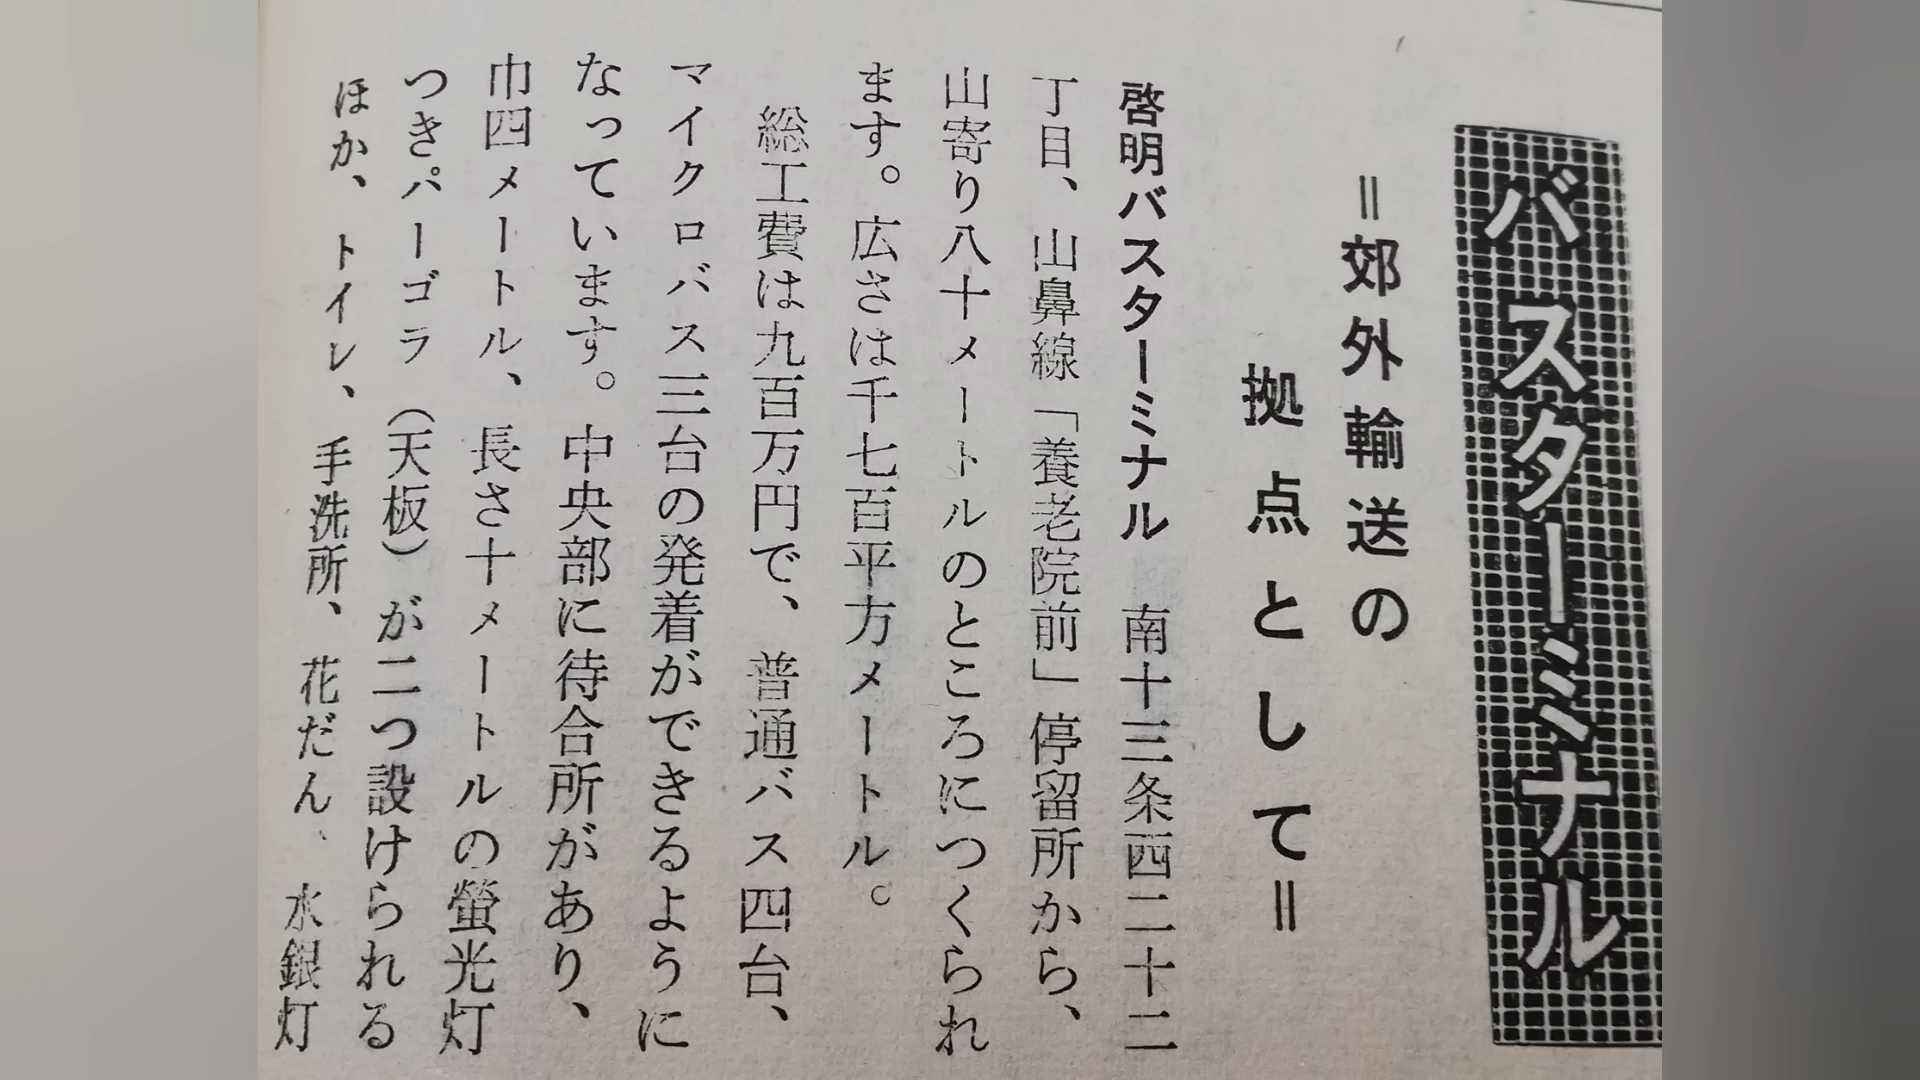 バスターミナル
=郊外輸送の
拠点として=
啓明バスターミナル 南十三条西二十二
丁目、山鼻線「養老院前」停留所から、
山寄り八十メートルのところにつくられ
ます。広さは千七百平方メートル。
総工費は九百万円で、普通バス四台、
マイクロバス三台の発着ができるように
なっています。中央部に待合所があり、
巾四メートル、長さ十メートルの螢光灯
つきパーゴラ(天板)が二つ設けられる
ほか、トイレ、手洗所、花だん、水銀灯